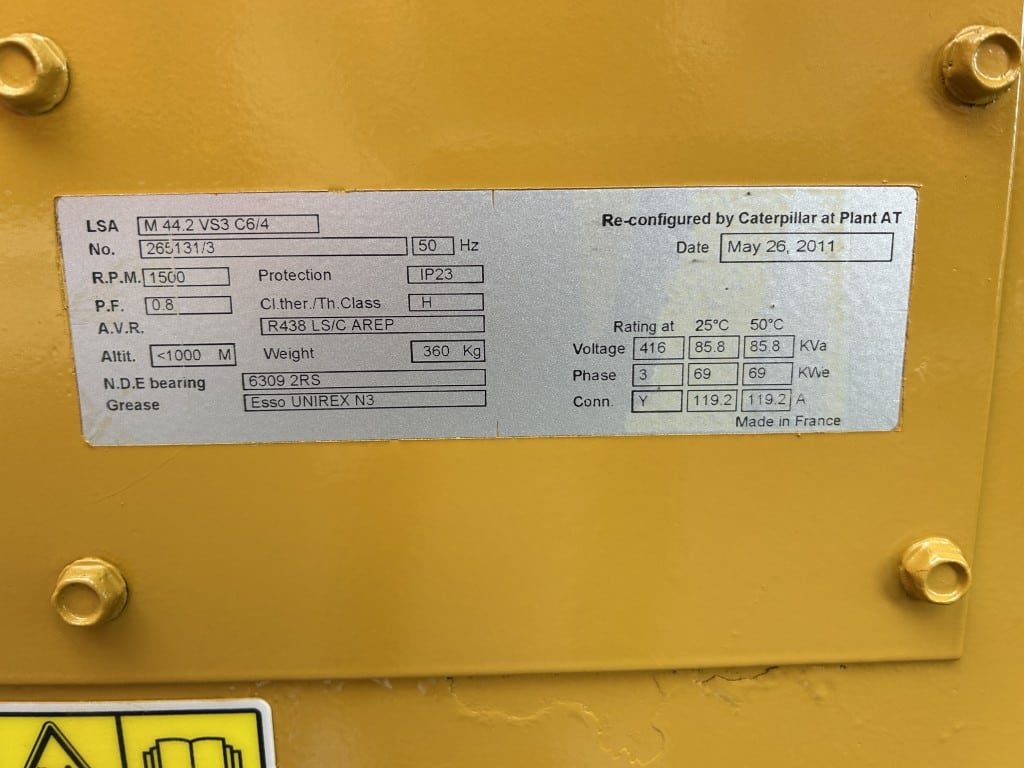 LSA M 44.2 VS3 C6/4
No. 265131/3 50 Hz
R.P.M. 1500 Protection IP23
P.F. 0.8 Cl.ther./Th.Class H
A.V.R. R438 LS/C AREP
Altit. <1000 M Weight 360 Kg
N.D.E bearing 6309 2RS
Grease Esso UNIREX N3
Re-configured by Caterpillar at Plant AT
Date May 26, 2011
Rating at 25°C 50°C
Voltage 416 85.8 85.8 KVa
Phase 3 69 69 KWe
Conn. Y 119.2 119.2 A
Made in France